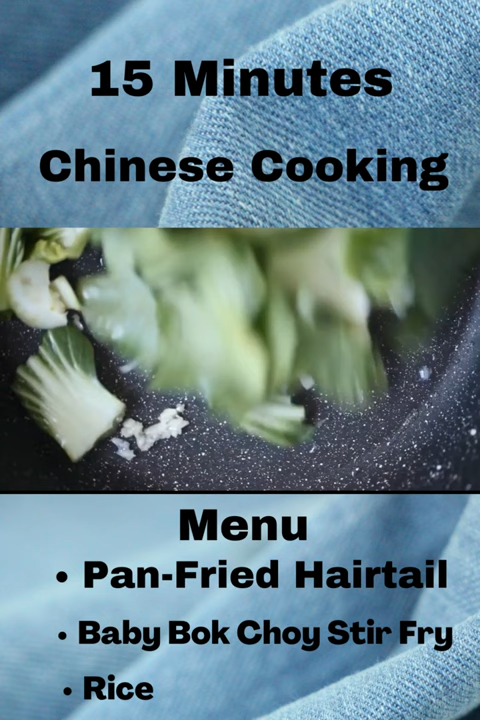 15 Minutes
Chinese Cooking
Menu
• Pan-Fried Hairtail
• Baby Bok Choy Stir Fry
• Rice